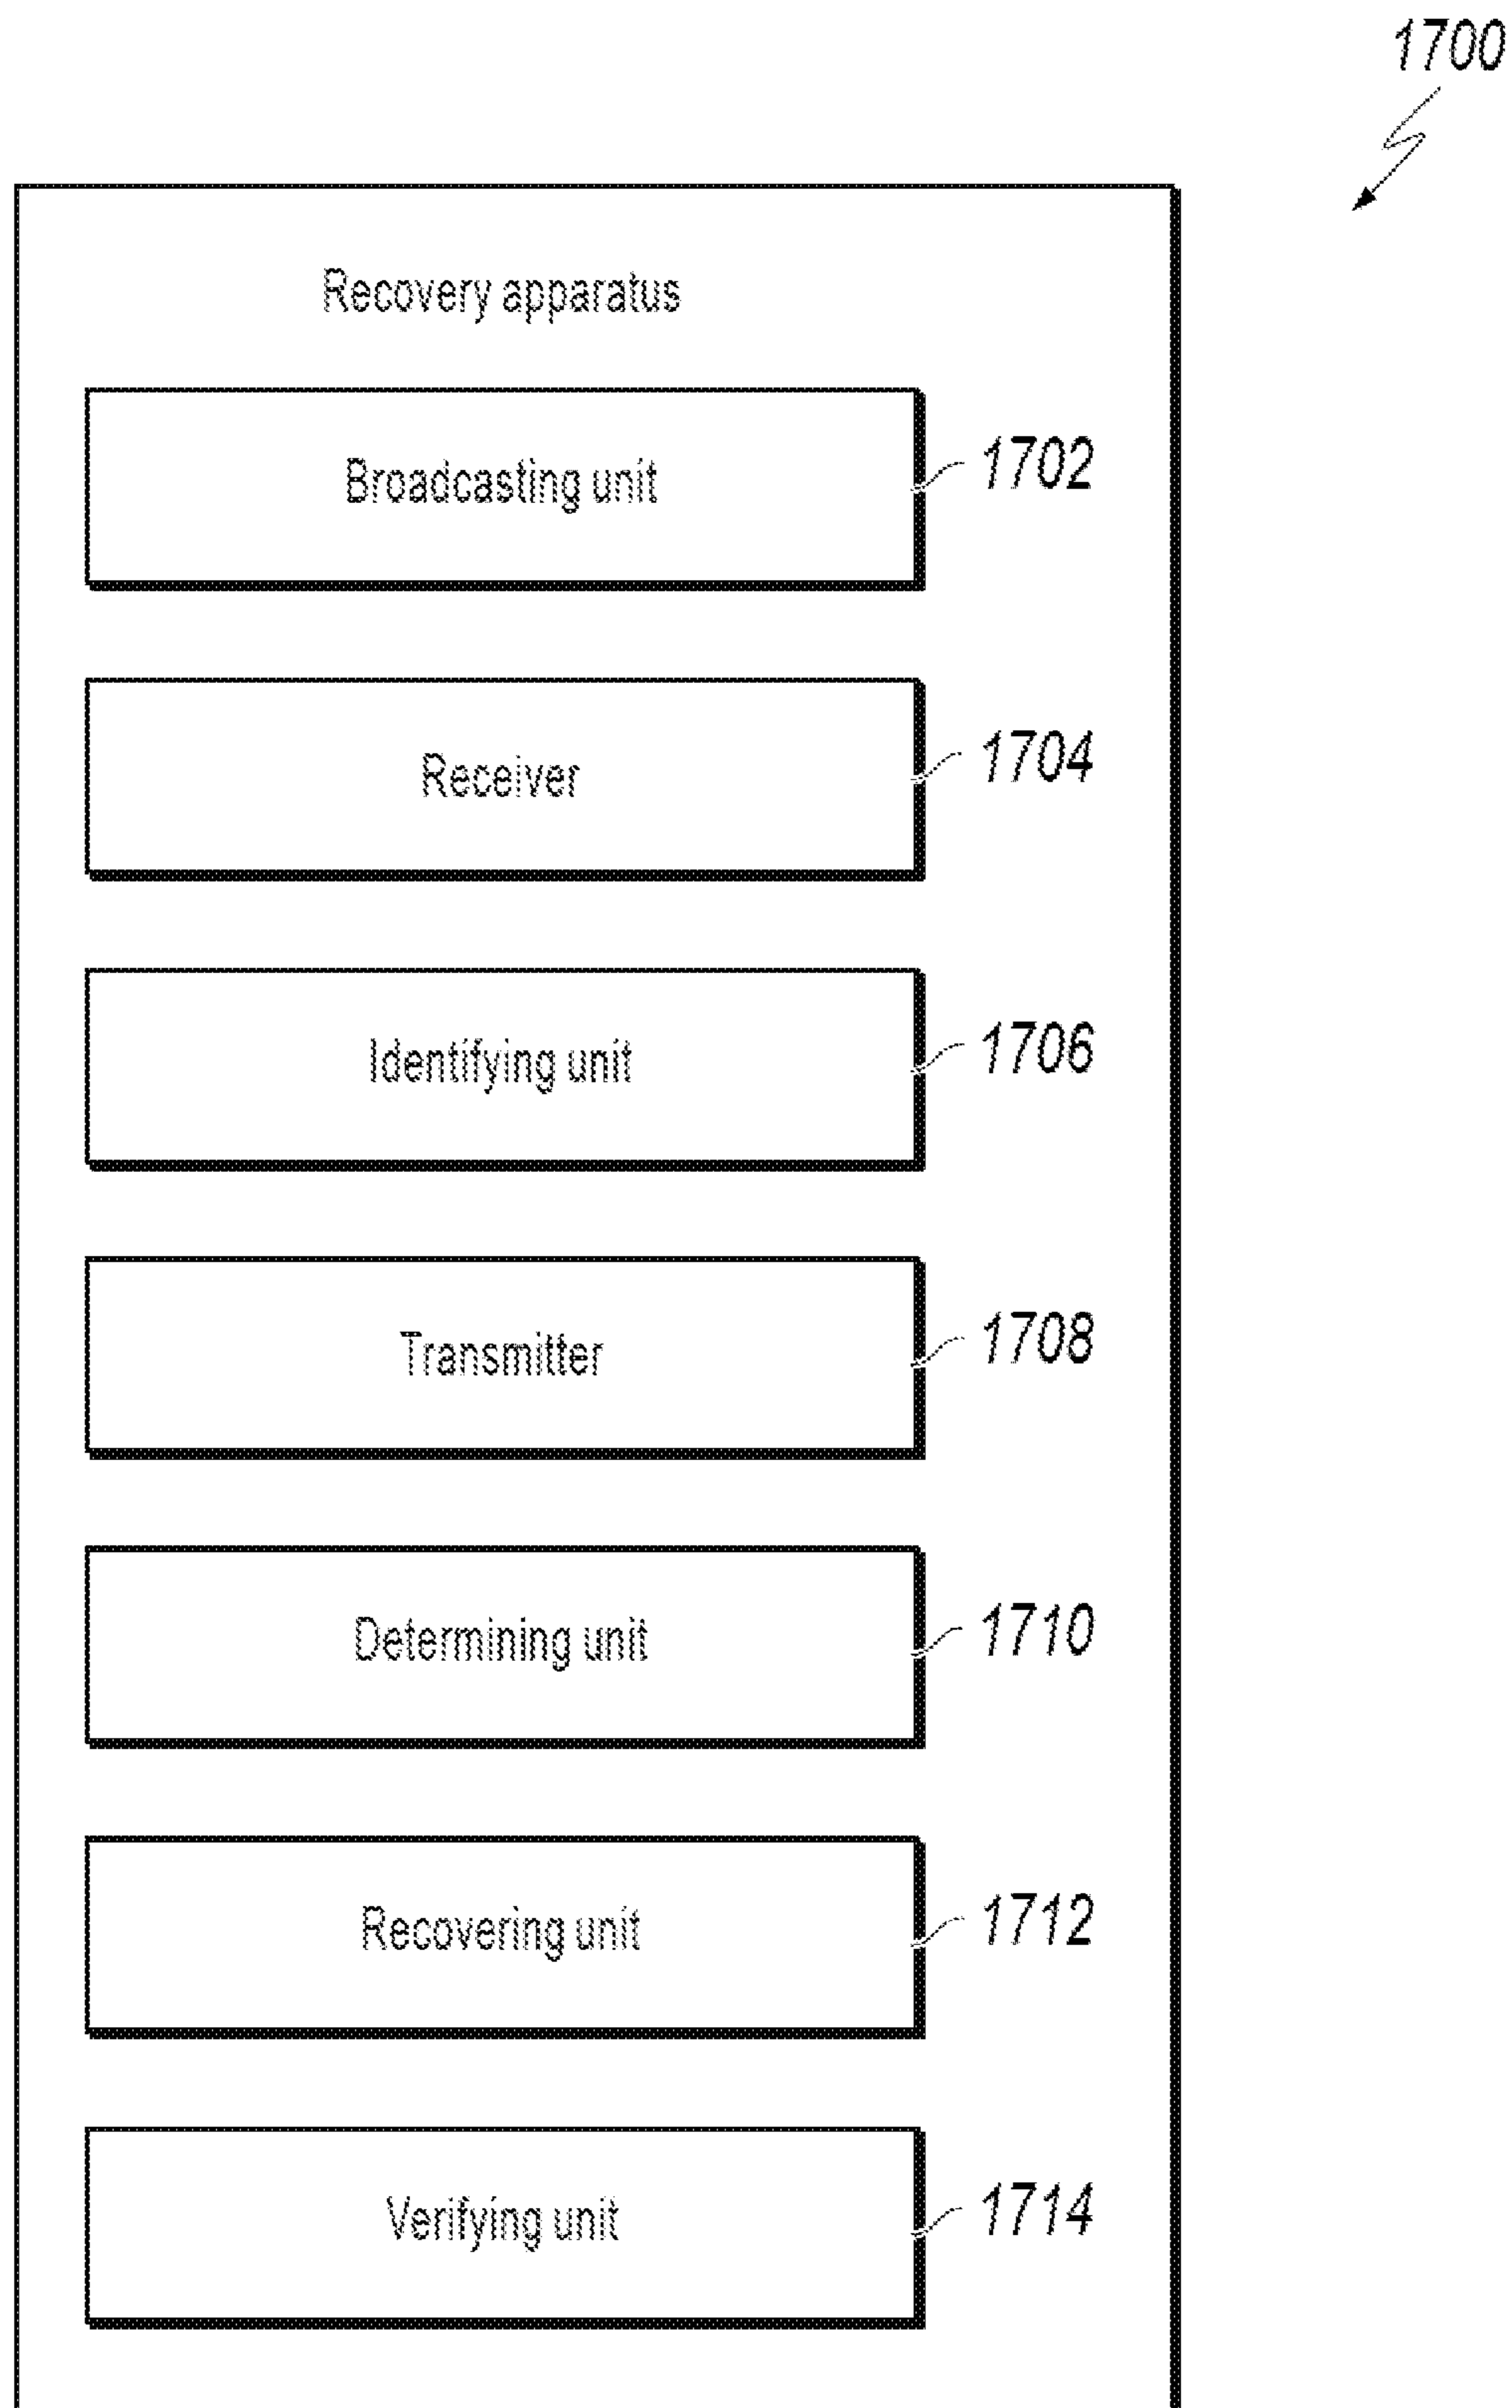 1700
Recovery apparatus
Broadcasting unit
1702
Receiver
1704
Identifying unit
1706
Transmitter
1708
Determining unit
1710
Recovering unit
1712
Verifying unit
1714